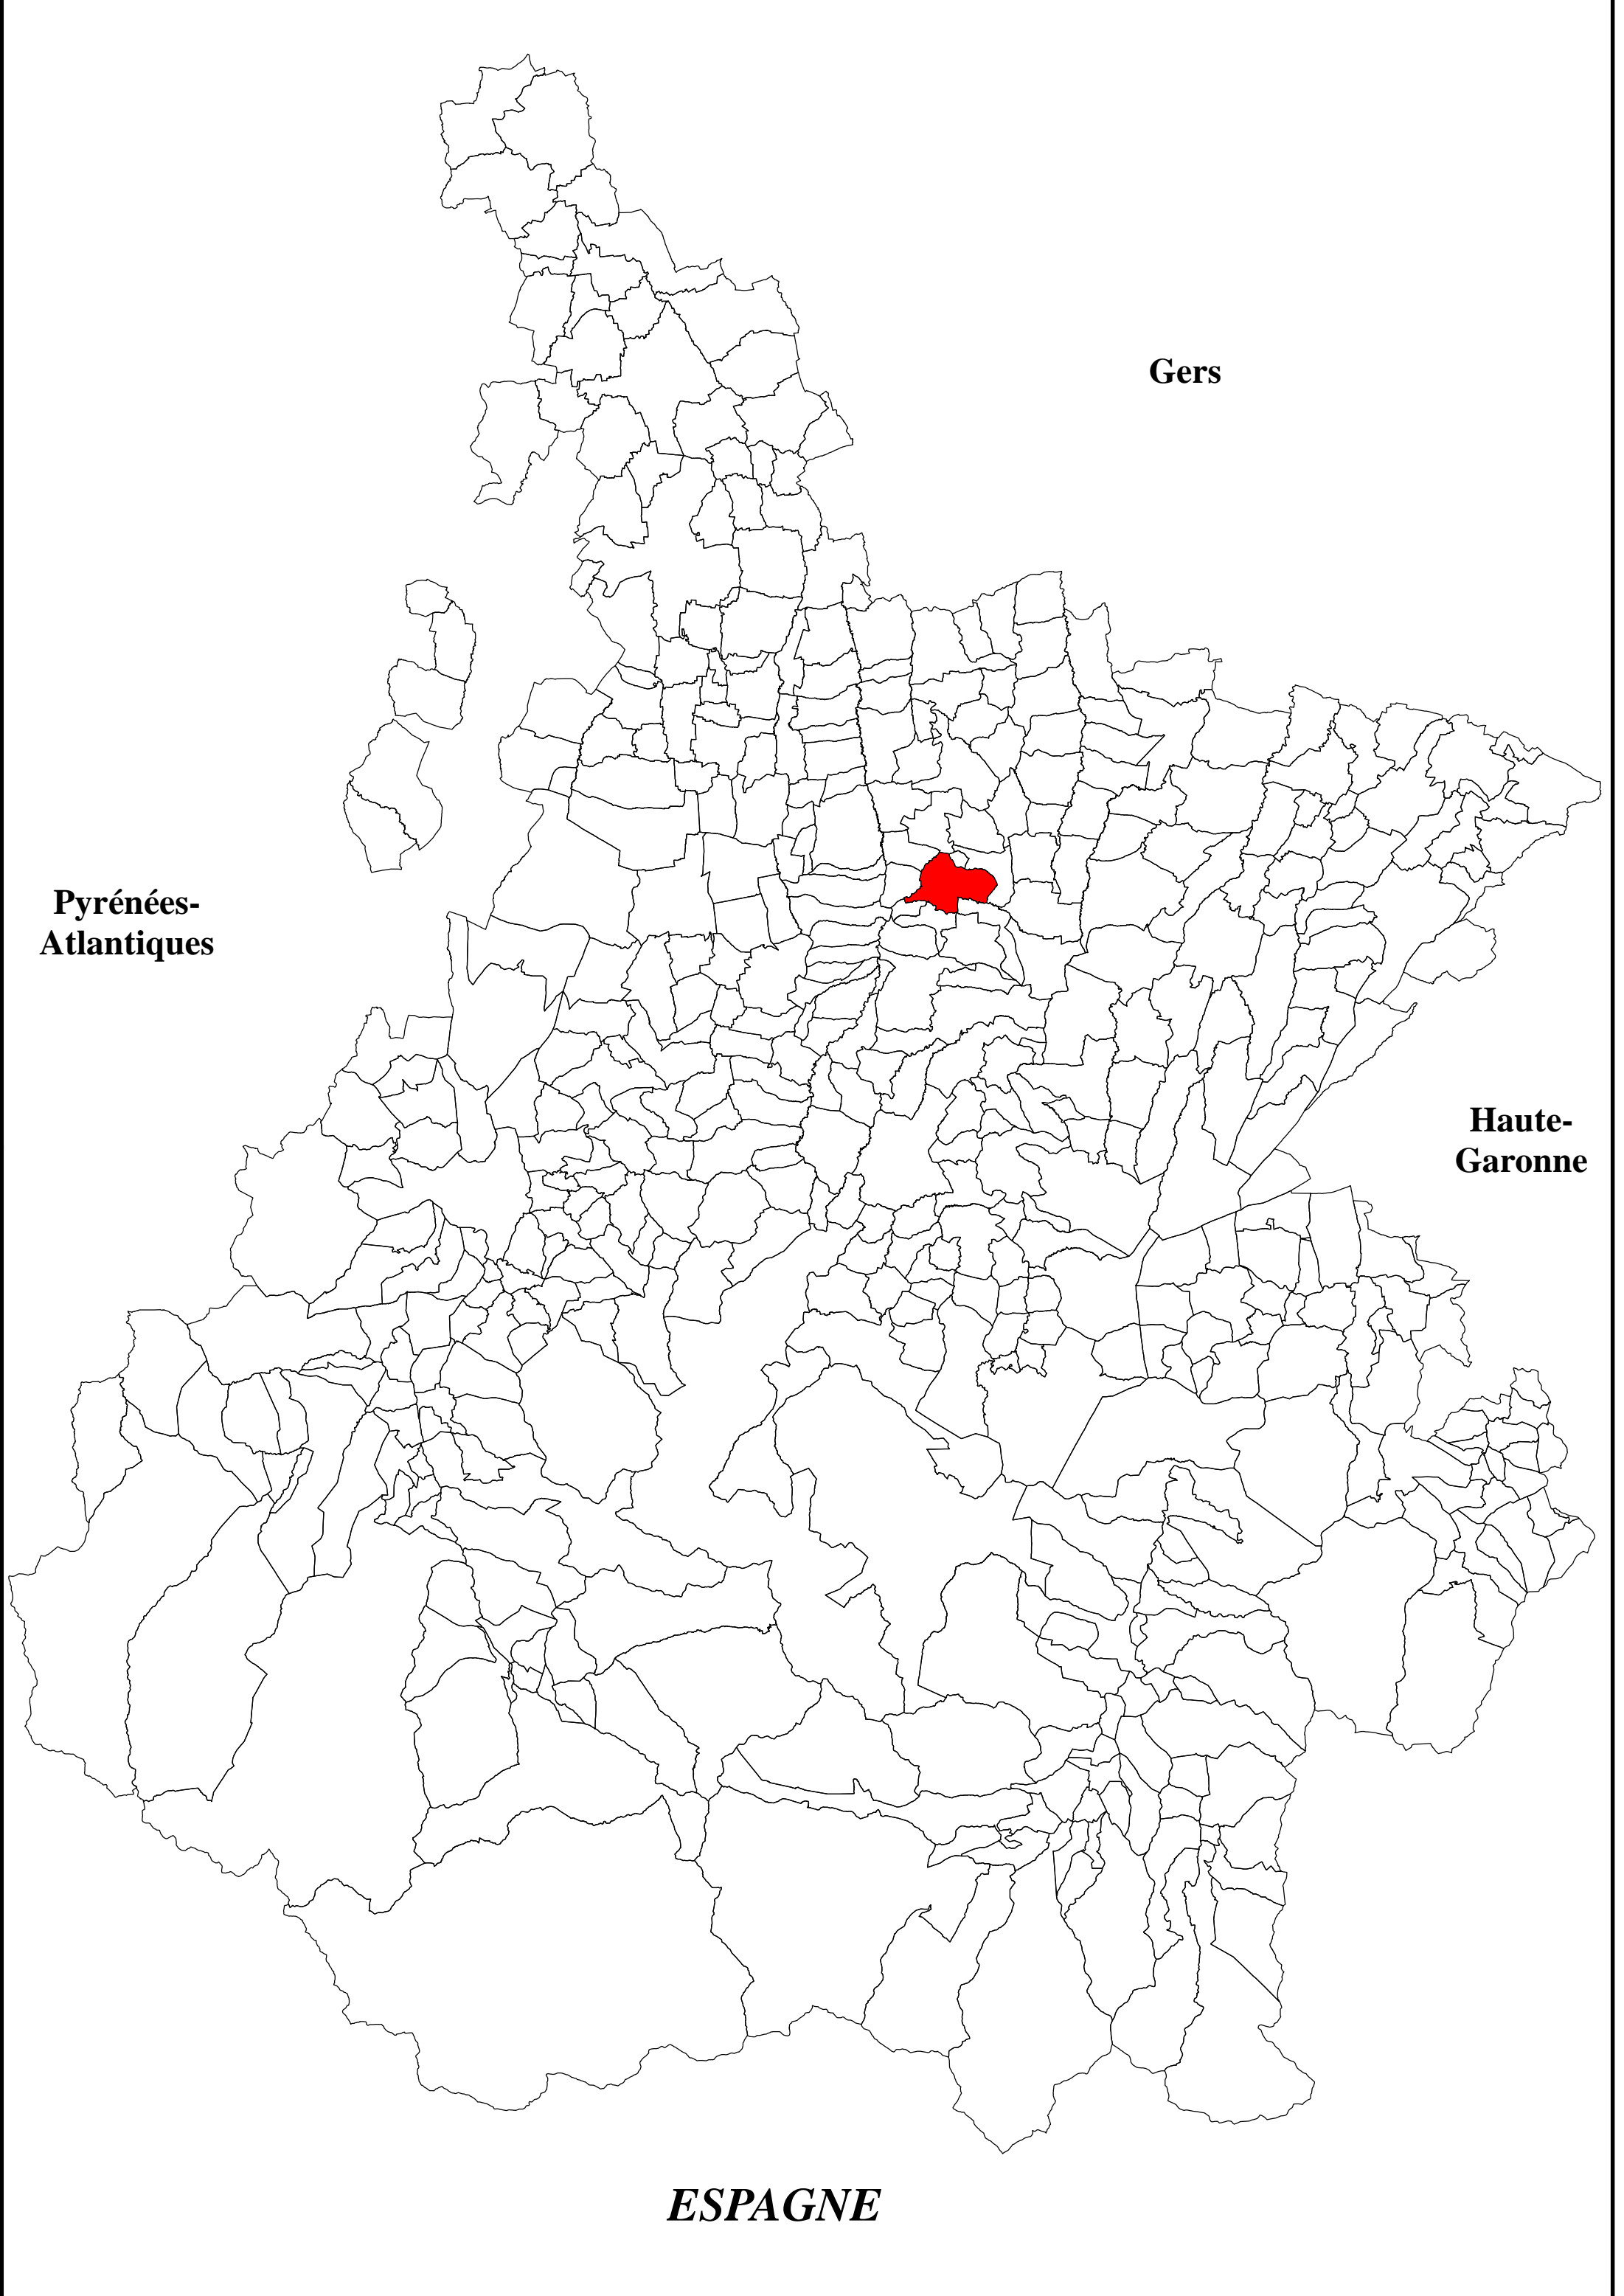 Gers
Pyrénées-
Atlantiques
Haute-
Garonne
ESPAGNE